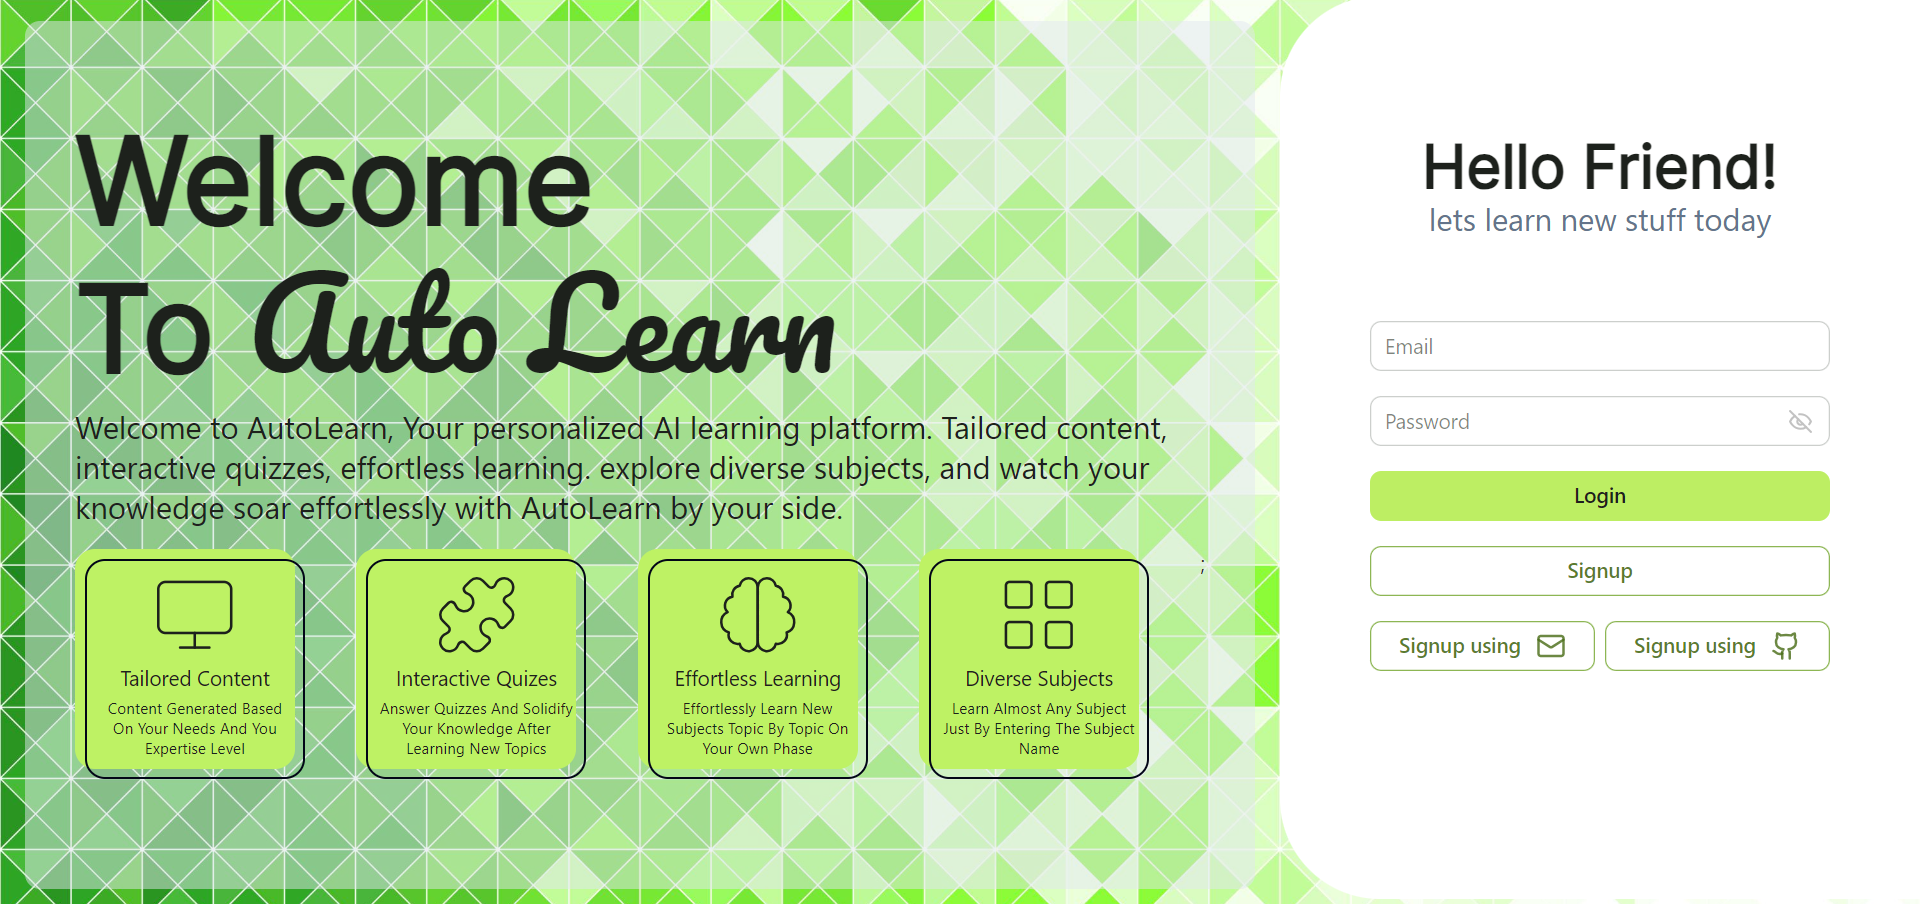 Welcome
To Auto Learn
Welcome to AutoLearn, Your personalized AI learning platform. Tailored content,
interactive quizzes, effortless learning. explore diverse subjects, and watch your
knowledge soar effortlessly with AutoLearn by your side.
Tailored Content
Content Generated Based
On Your Needs And You
Expertise Level
Interactive Quizes
Answer Quizzes And Solidify
Your Knowledge After
Learning New Topics
Effortless Learning
Effortlessly Learn New
Subjects Topic By Topic On
Your Own Phase
Diverse Subjects
Learn Almost Any Subject
Just By Entering The Subject
Name
;
Hello Friend!
lets learn new stuff today
Email
Password
Login
Signup
Signup using
Signup using